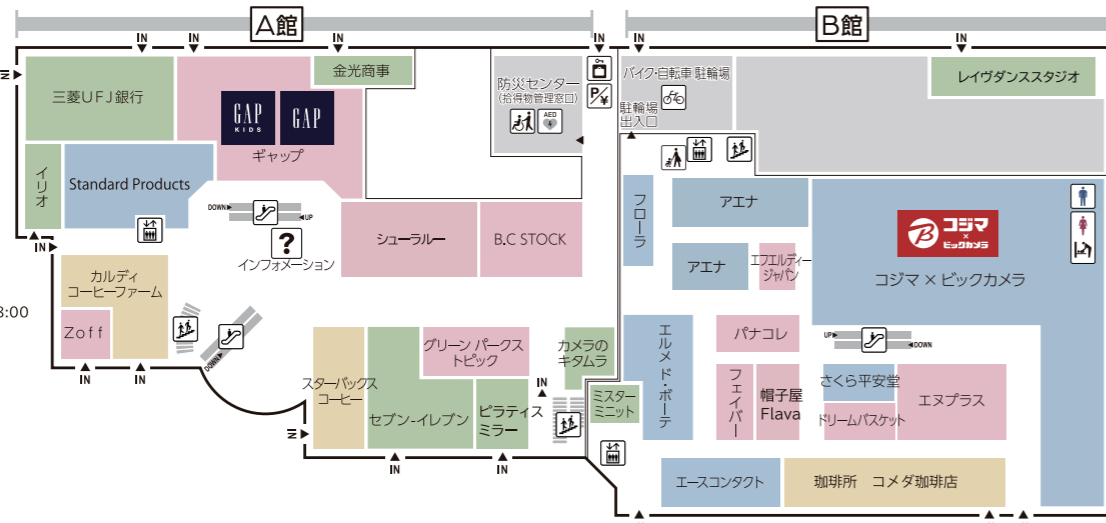 A館
B館
IN
IN
IN
IN
IN
IN
IN
三菱UFJ銀行
GAP
KIDS
GAP
ギャップ
金光商事
防災センター
(拾得物管理窓口)
AED
P/¥
バイク・自転車 駐輪場
駐輪場
出入口
レイヴダンススタジオ
イリオ
Standard Products
DOWN
UP
?
インフォメーション
シューラルー
B.C STOCK
フローラ
アエナ
アエナ
エフエルディー
ジャパン
コジマ
×
ビックカメラ
コジマ × ビックカメラ
IN
カルディ
コーヒーファーム
Zoff
8:00
IN
IN
DOWN
スターバックス
コーヒー
セブン-イレブン
グリーン パークス
トピック
ピラティス
ミラー
IN
カメラの
キタムラ
ミスター
ミニット
エルメ ド・ボーテ
パナコレ
フェイバー
帽子屋
Flava
UP
DOWN
さくら平安堂
ドリームバスケット
エヌプラス
IN
IN
IN
エースコンタクト
珈琲所 コメダ珈琲店